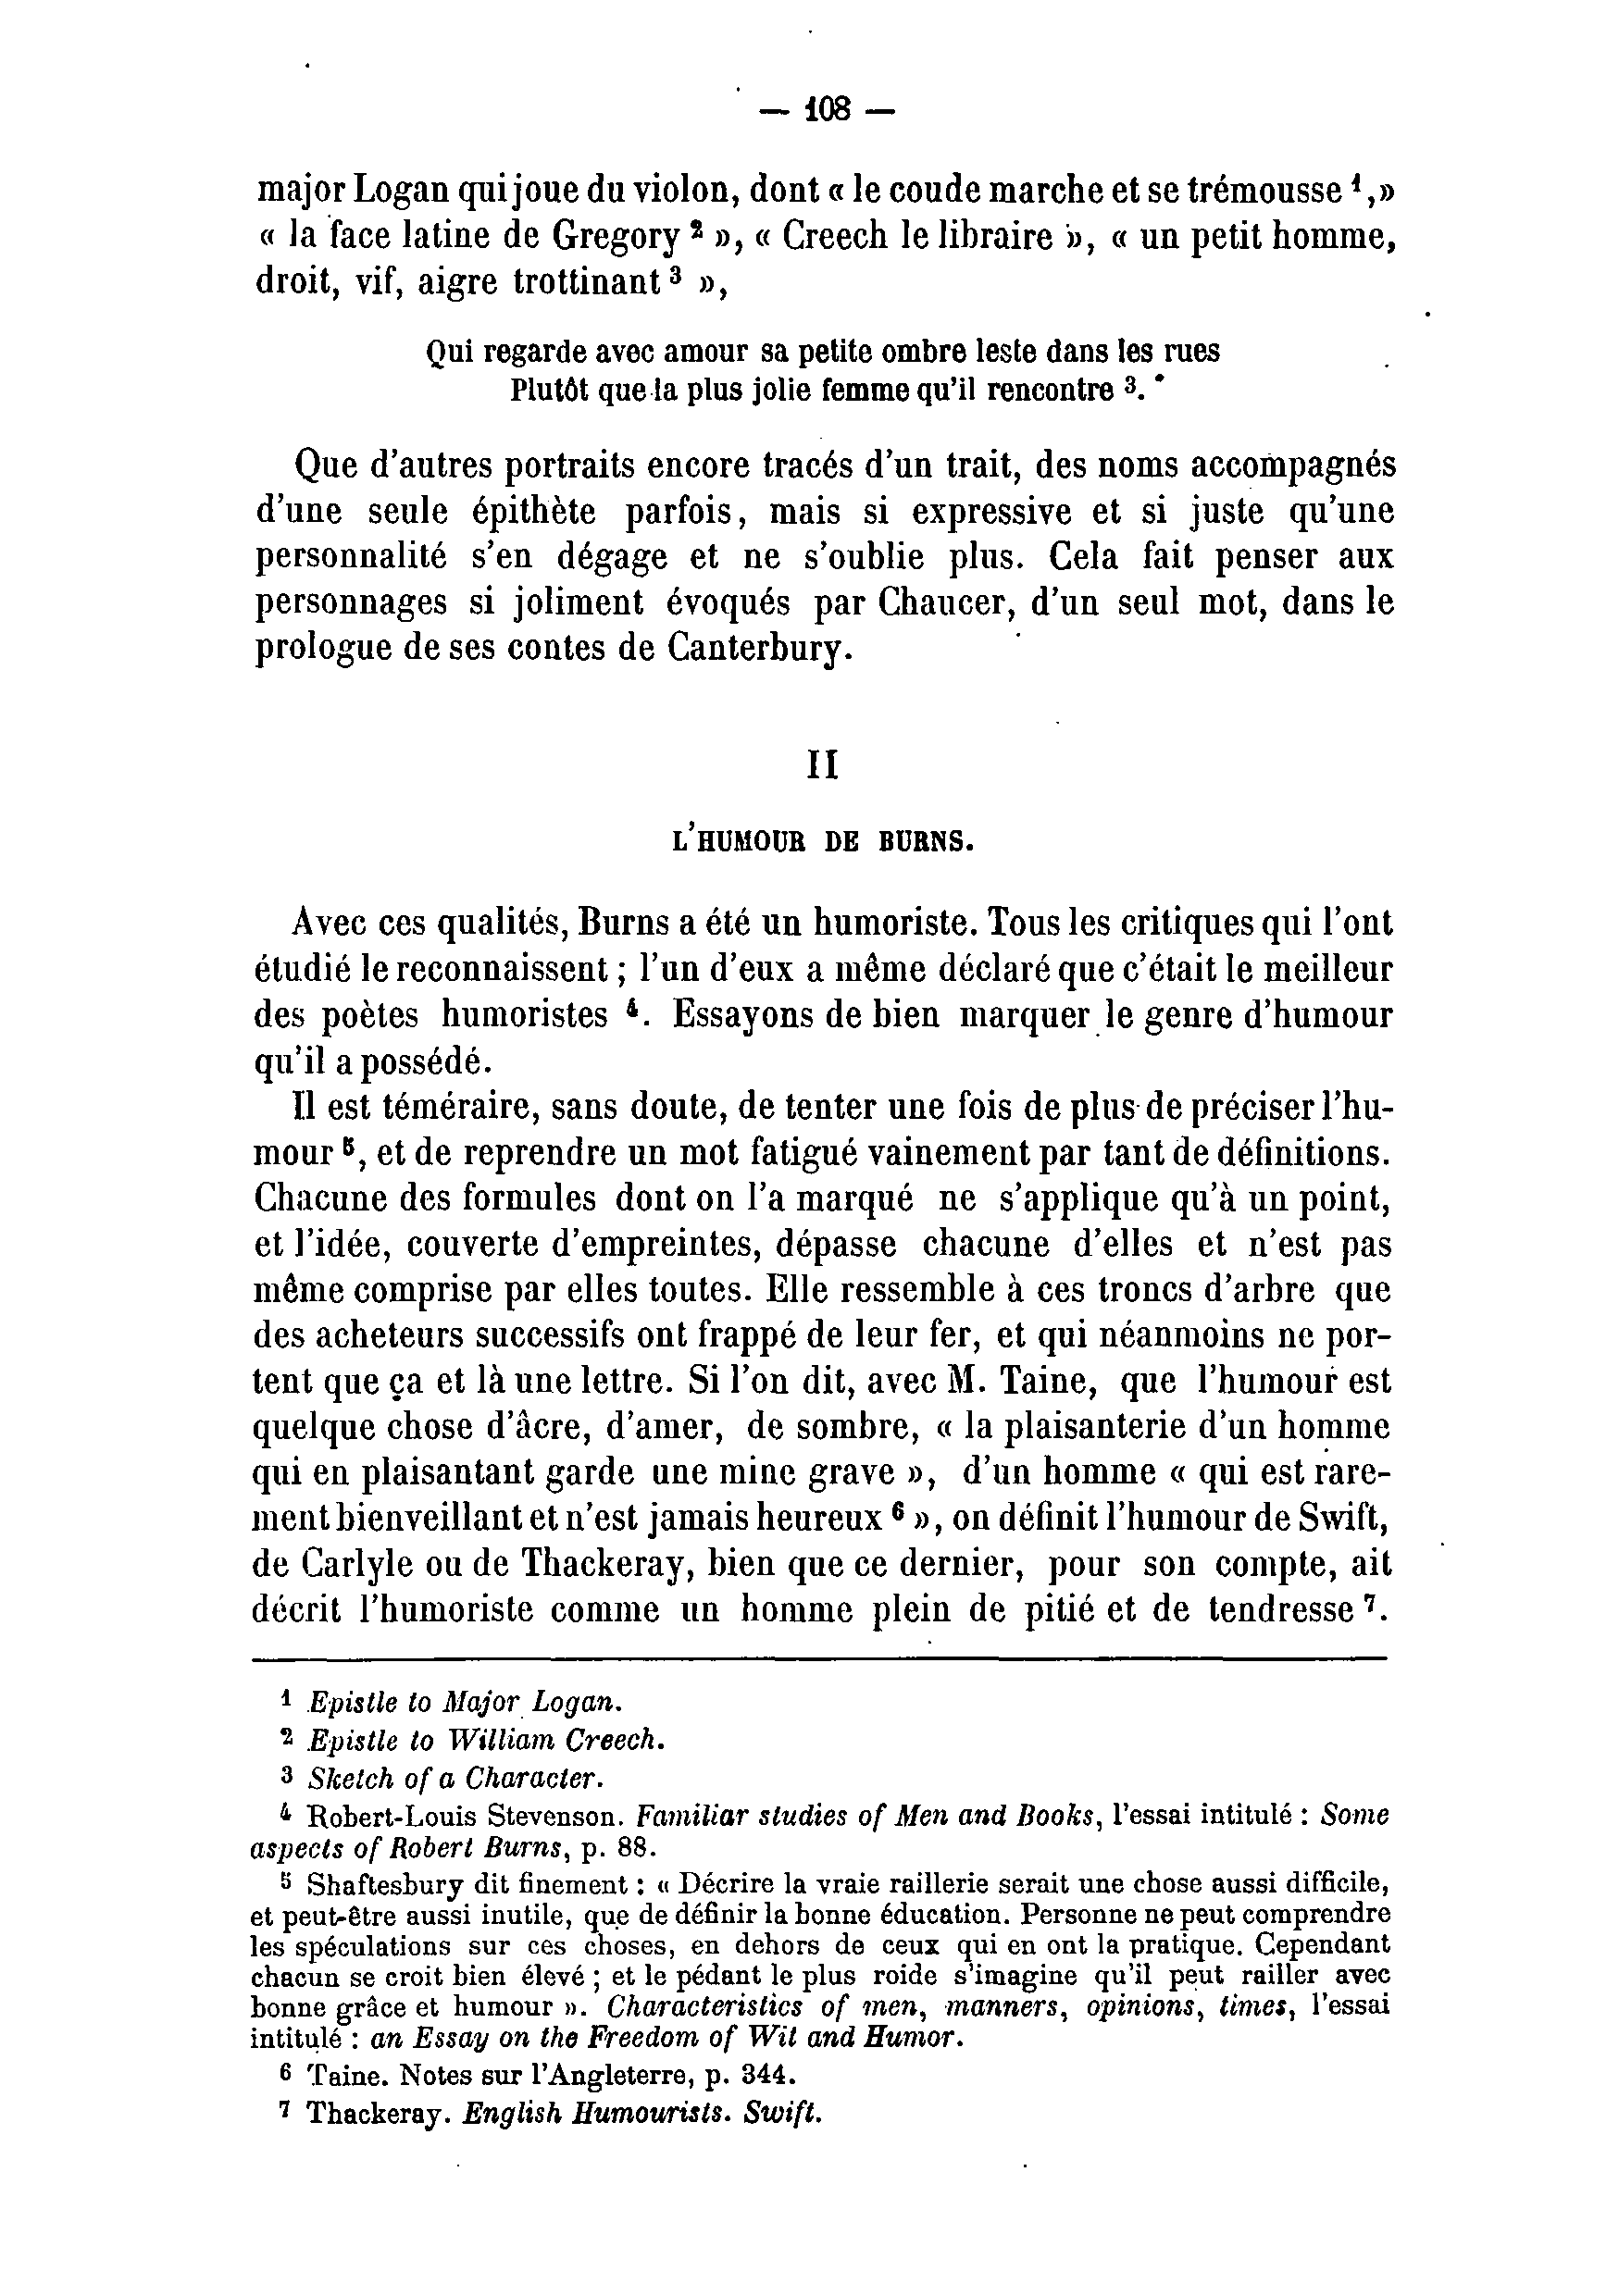 — 108 —
major Logan qui joue du violon, dont « le coude marche et se trémousse ¹,»
« la face latine de Gregory ² », « Creech le libraire », « un petit homme,
droit, vif, aigre trottinant ³ »,
Qui regarde avec amour sa petite ombre leste dans les rues
Plutôt que la plus jolie femme qu'il rencontre ³.
Que d'autres portraits encore tracés d'un trait, des noms accompagnés
d'une seule épithète parfois, mais si expressive et si juste qu'une
personnalité s'en dégage et ne s'oublie plus. Cela fait penser aux
personnages si joliment évoqués par Chaucer, d'un seul mot, dans le
prologue de ses contes de Canterbury.
II
L'HUMOUR DE BURNS.
Avec ces qualités, Burns a été un humoriste. Tous les critiques qui l'ont
étudié le reconnaissent ; l'un d'eux a même déclaré que c'était le meilleur
des poètes humoristes ⁴. Essayons de bien marquer le genre d'humour
qu'il a possédé.
Il est téméraire, sans doute, de tenter une fois de plus de préciser l'hu-
mour ⁵, et de reprendre un mot fatigué vainement par tant de définitions.
Chacune des formules dont on l'a marqué ne s'applique qu'à un point,
et l'idée, couverte d'empreintes, dépasse chacune d'elles et n'est pas
même comprise par elles toutes. Elle ressemble à ces troncs d'arbre que
des acheteurs successifs ont frappé de leur fer, et qui néanmoins ne por-
tent que ça et là une lettre. Si l'on dit, avec M. Taine, que l'humour est
quelque chose d'âcre, d'amer, de sombre, « la plaisanterie d'un homme
qui en plaisantant garde une mine grave », d'un homme « qui est rare-
ment bienveillant et n'est jamais heureux ⁶ », on définit l'humour de Swift,
de Carlyle ou de Thackeray, bien que ce dernier, pour son compte, ait
décrit l'humoriste comme un homme plein de pitié et de tendresse ⁷.
¹ Epistle to Major Logan.
² Epistle to William Creech.
³ Sketch of a Character.
⁴ Robert-Louis Stevenson. Familiar studies of Men and Books, l'essai intitulé : Some
aspects of Robert Burns, p. 88.
⁵ Shaftesbury dit finement : « Décrire la vraie raillerie serait une chose aussi difficile,
et peut-être aussi inutile, que de définir la bonne éducation. Personne ne peut comprendre
les spéculations sur ces choses, en dehors de ceux qui en ont la pratique. Cependant
chacun se croit bien élevé ; et le pédant le plus roide s'imagine qu'il peut railler avec
bonne grâce et humour ». Characteristics of men, manners, opinions, times, l'essai
intitulé : an Essay on the Freedom of Wit and Humor.
⁶ Taine. Notes sur l'Angleterre, p. 344.
⁷ Thackeray. English Humourists. Swift.